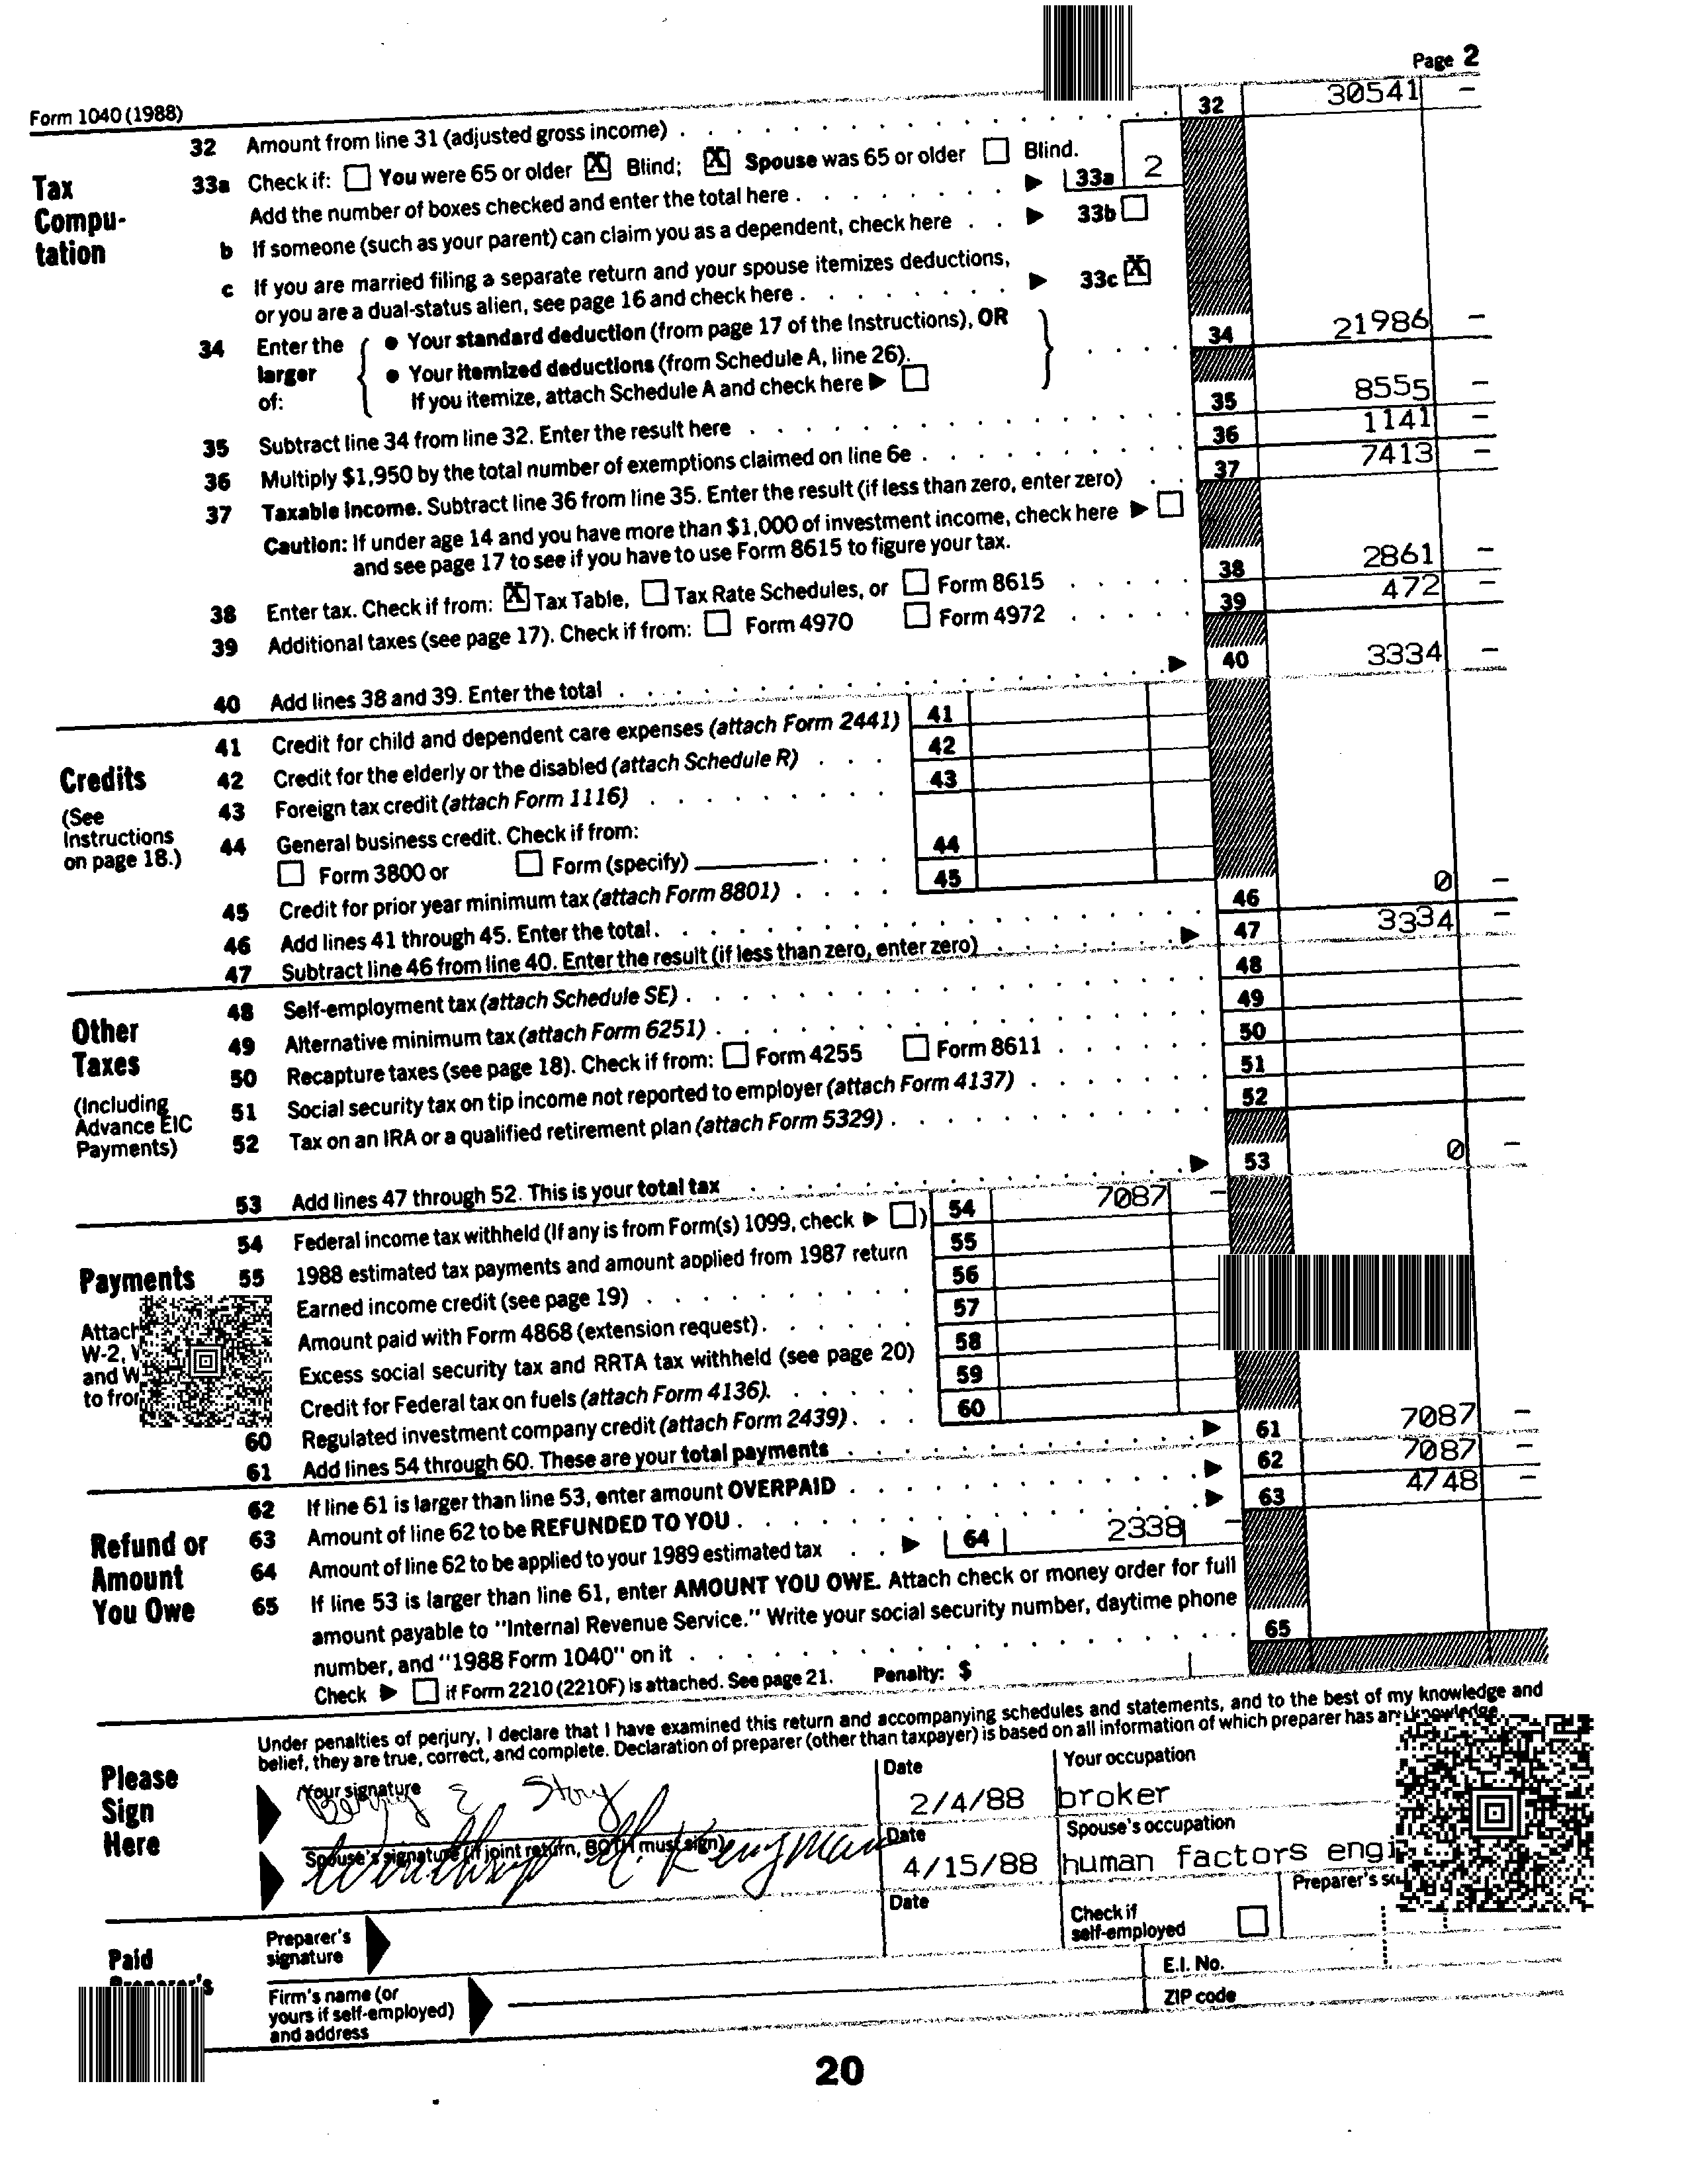 Page 2
Form 1040 (1988)
32 Amount from line 31 (adjusted gross income) 32 30541 –
Tax Compu-tation
33a Check if: You were 65 or older X Blind; X Spouse was 65 or older Blind.
Add the number of boxes checked and enter the total here 33a 2
b If someone (such as your parent) can claim you as a dependent, check here 33b
c If you are married filing a separate return and your spouse itemizes deductions,
or you are a dual-status alien, see page 16 and check here 33c X
34 Enter the larger of:
• Your standard deduction (from page 17 of the Instructions), OR
• Your itemized deductions (from Schedule A, line 26).
If you itemize, attach Schedule A and check here
34 21986 –
35 Subtract line 34 from line 32. Enter the result here 35 8555 –
36 Multiply $1,950 by the total number of exemptions claimed on line 6e 36 1141 –
37 Taxable income. Subtract line 36 from line 35. Enter the result (if less than zero, enter zero) 37 7413 –
Caution: If under age 14 and you have more than $1,000 of investment income, check here
and see page 17 to see if you have to use Form 8615 to figure your tax.
38 Enter tax. Check if from: X Tax Table, Tax Rate Schedules, or Form 8615 38 2861 –
39 Additional taxes (see page 17). Check if from: Form 4970 Form 4972 39 472 –
40 Add lines 38 and 39. Enter the total 40 3334 –
Credits
(See Instructions on page 18.)
41 Credit for child and dependent care expenses (attach Form 2441) 41
42 Credit for the elderly or the disabled (attach Schedule R) 42
43 Foreign tax credit (attach Form 1116) 43
44 General business credit. Check if from:
Form 3800 or Form (specify) 44
45 Credit for prior year minimum tax (attach Form 8801) 45
46 Add lines 41 through 45. Enter the total. 46 0 –
47 Subtract line 46 from line 40. Enter the result (if less than zero, enter zero) 47 3334 –
Other Taxes
(Including Advance EIC Payments)
48 Self-employment tax (attach Schedule SE) 48
49 Alternative minimum tax (attach Form 6251) 49
50 Recapture taxes (see page 18). Check if from: Form 4255 Form 8611 50
51 Social security tax on tip income not reported to employer (attach Form 4137) 51
52 Tax on an IRA or a qualified retirement plan (attach Form 5329) 52
53 Add lines 47 through 52. This is your total tax 53 0 –
Payments
Attach
W-2,
and W
to fron
54 Federal income tax withheld (If any is from Form(s) 1099, check ) 54 7087 –
55 1988 estimated tax payments and amount applied from 1987 return 55
Earned income credit (see page 19) 56
Amount paid with Form 4868 (extension request). 57
Excess social security tax and RRTA tax withheld (see page 20) 58
Credit for Federal tax on fuels (attach Form 4136). 59
60 Regulated investment company credit (attach Form 2439) 60
61 Add lines 54 through 60. These are your total payments 61 7087 –
Refund or Amount You Owe
62 If line 61 is larger than line 53, enter amount OVERPAID 62 7087 –
63 Amount of line 62 to be REFUNDED TO YOU 63 4748 –
64 Amount of line 62 to be applied to your 1989 estimated tax 64 2338 –
65 If line 53 is larger than line 61, enter AMOUNT YOU OWE. Attach check or money order for full
amount payable to "Internal Revenue Service." Write your social security number, daytime phone
number, and "1988 Form 1040" on it 65
Check if Form 2210 (2210F) is attached. See page 21. Penalty: $
Please Sign Here
Under penalties of perjury, I declare that I have examined this return and accompanying schedules and statements, and to the best of my knowledge and
belief, they are true, correct, and complete. Declaration of preparer (other than taxpayer) is based on all information of which preparer has any knowledge
Your signature Story
Date 2/4/88
Your occupation broker
Spouse's signature (if joint return, BOTH must sign)
Date 4/15/88
Spouse's occupation human factors engi
Paid Preparer's
Preparer's signature
Date
Check if self-employed
Preparer's so
Firm's name (or yours if self-employed) and address
E.I. No.
ZIP code
20